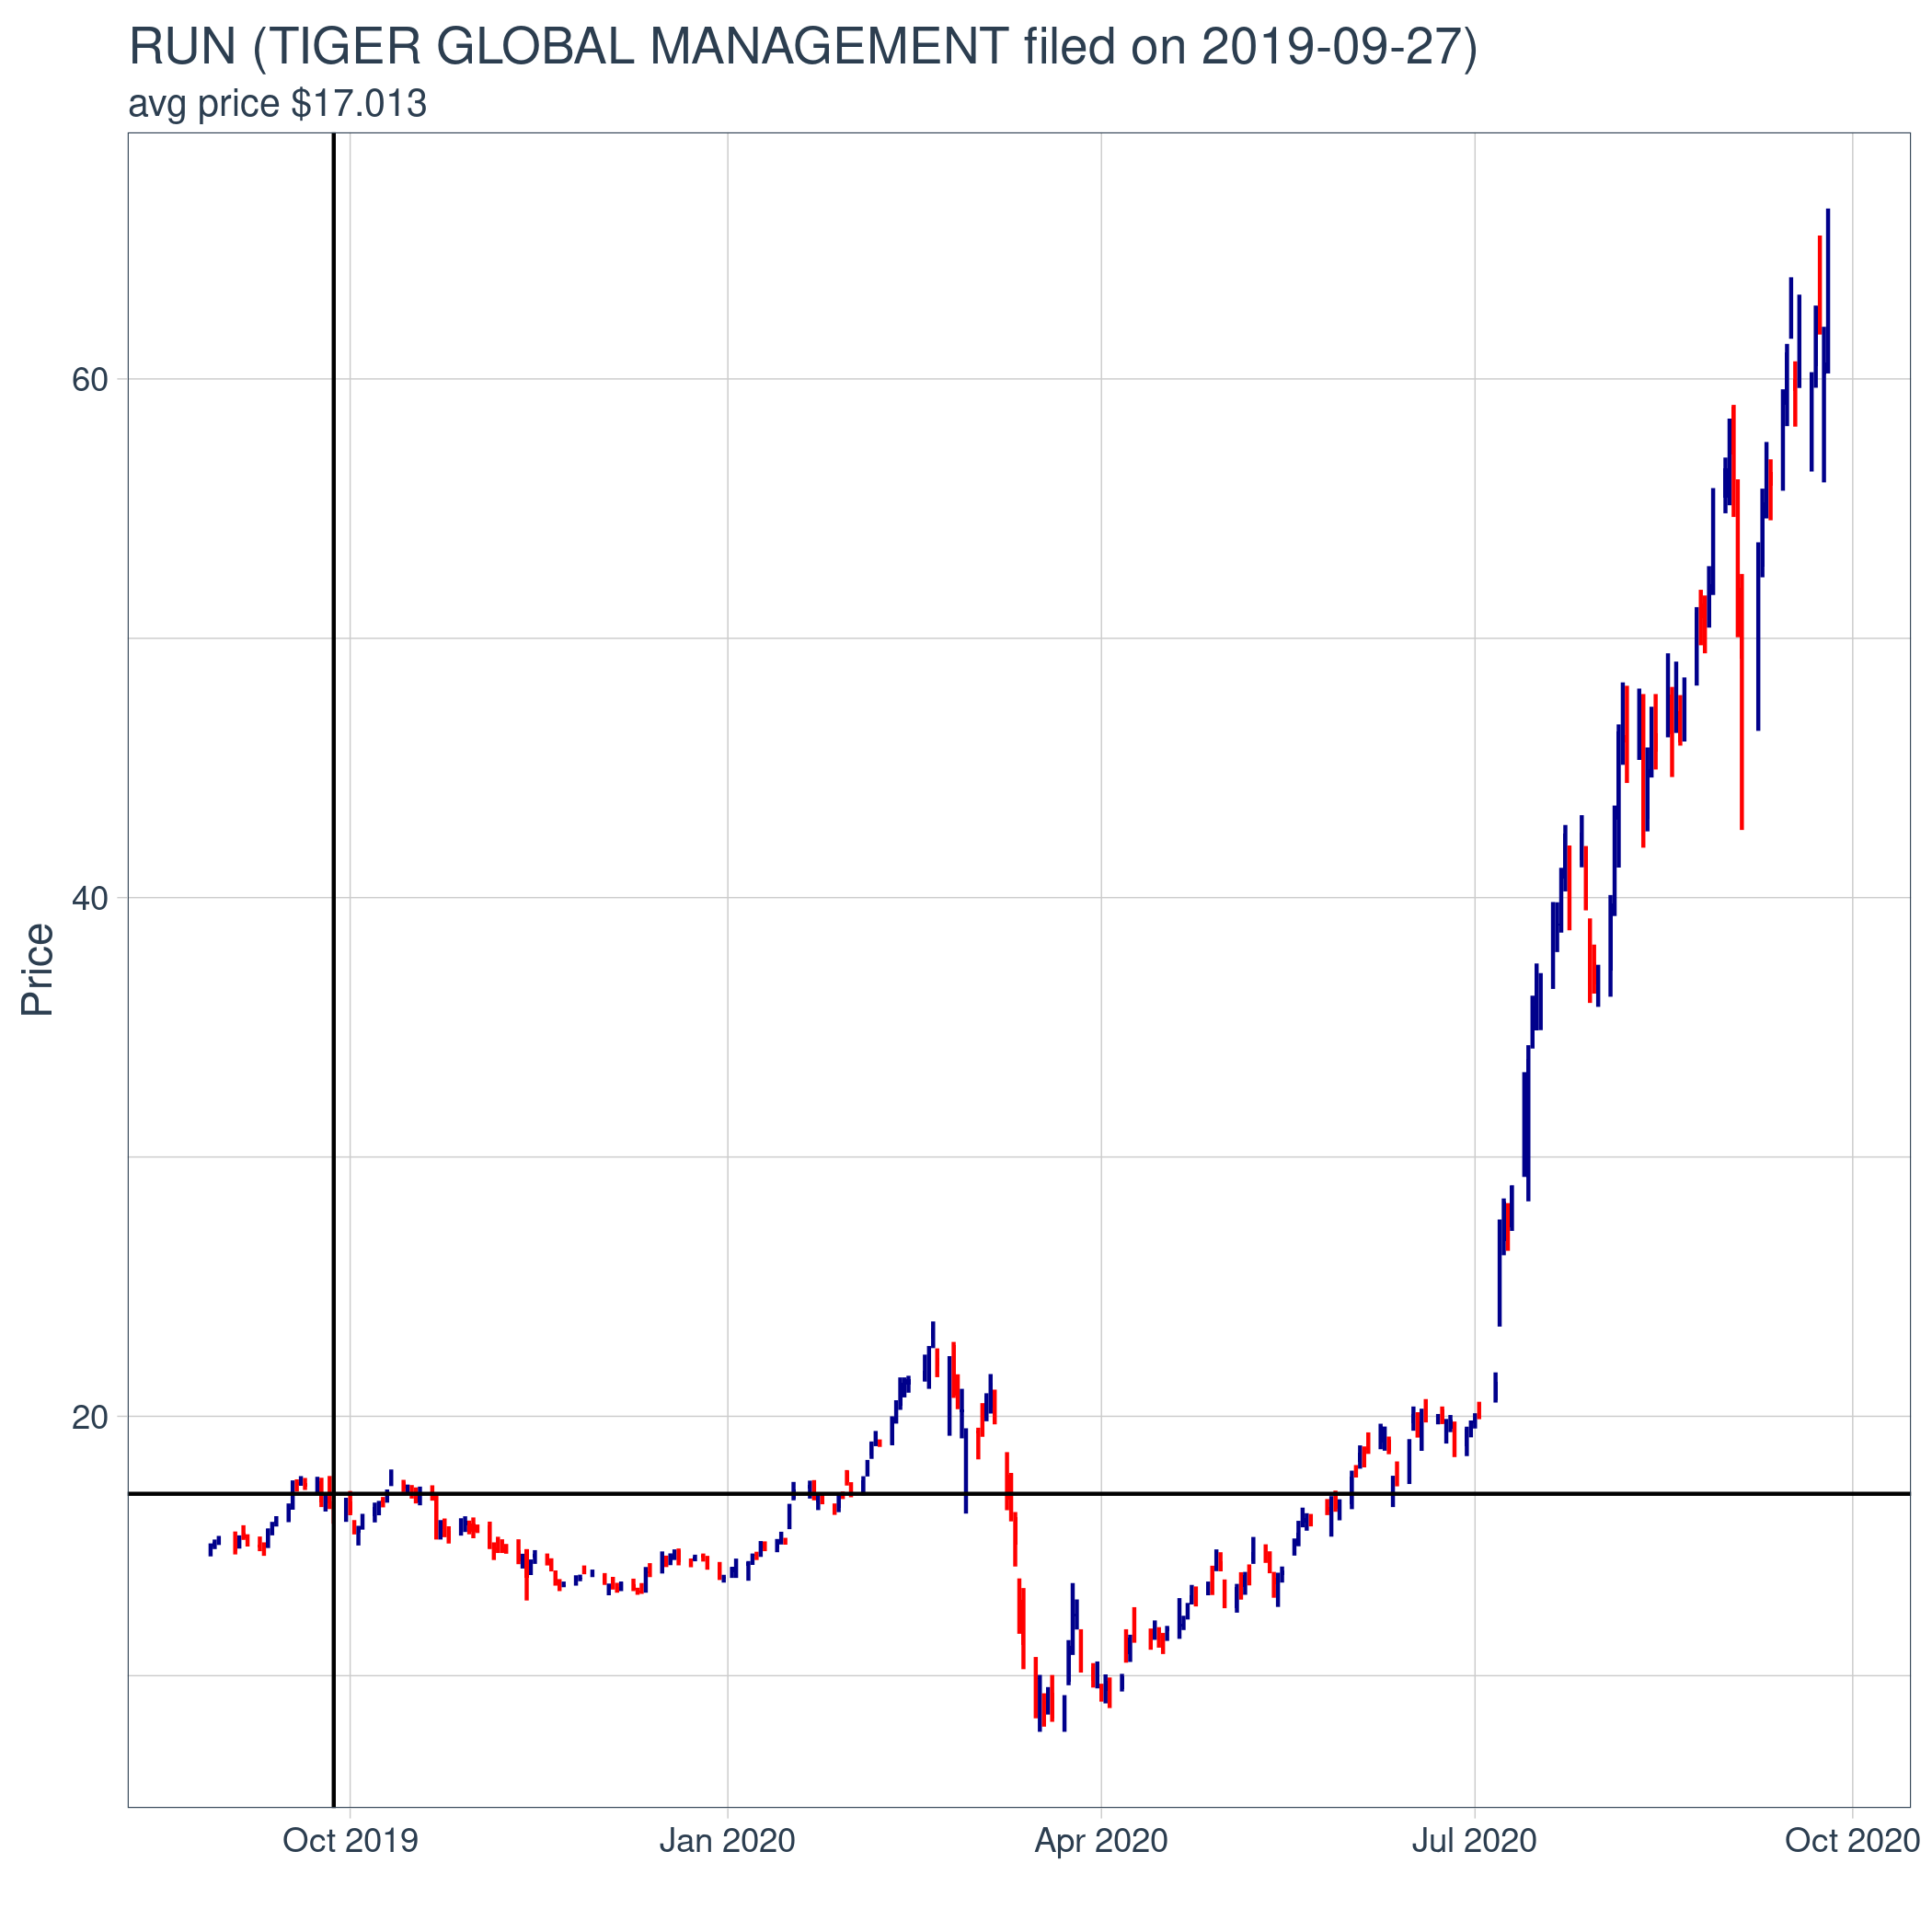 RUN (TIGER GLOBAL MANAGEMENT filed on 2019-09-27)
avg price $17.013
60
40
20
Price
Oct 2019
Jan 2020
Apr 2020
Jul 2020
Oct 2020